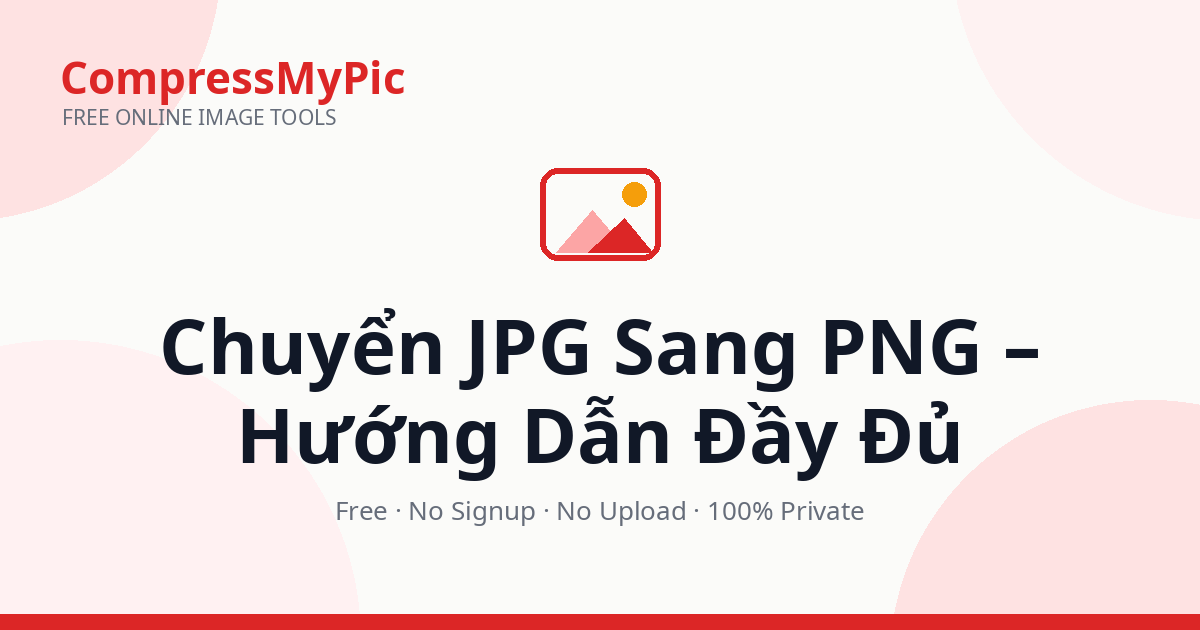 CompressMyPic
FREE ONLINE IMAGE TOOLS
Chuyển JPG Sang PNG –
Hướng Dẫn Đầy Đủ
Free · No Signup · No Upload · 100% Private